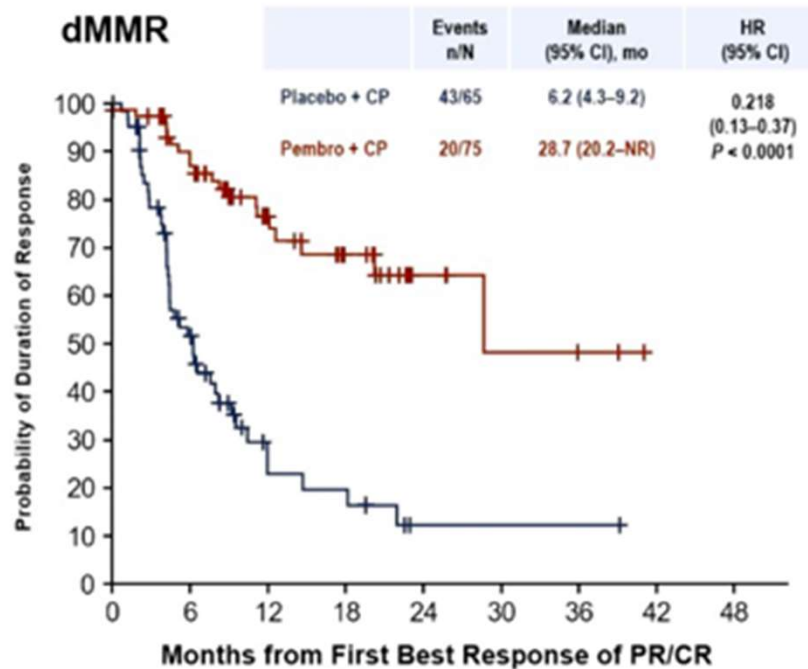 dMMR
Events n/N
Median (95% CI), mo
HR (95% CI)
Placebo + CP 43/65 6.2 (4.3–9.2)
Pembro + CP 20/75 28.7 (20.2–NR)
0.218 (0.13–0.37)
P < 0.0001
Probability of Duration of Response
100
90
80
70
60
50
40
30
20
10
0
0 6 12 18 24 30 36 42 48
Months from First Best Response of PR/CR